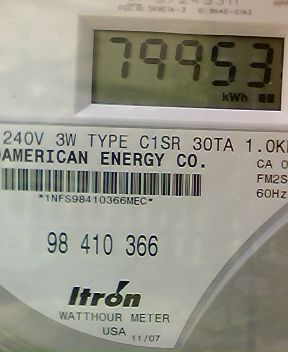 79953
kWh
240V 3W TYPE C1SR 30TA 1.0K
AMERICAN ENERGY CO.
CA 0
FM2S
60Hz
*1NFS98410366MEC*
98 410 366
Itron
WATTHOUR METER
USA 11/07